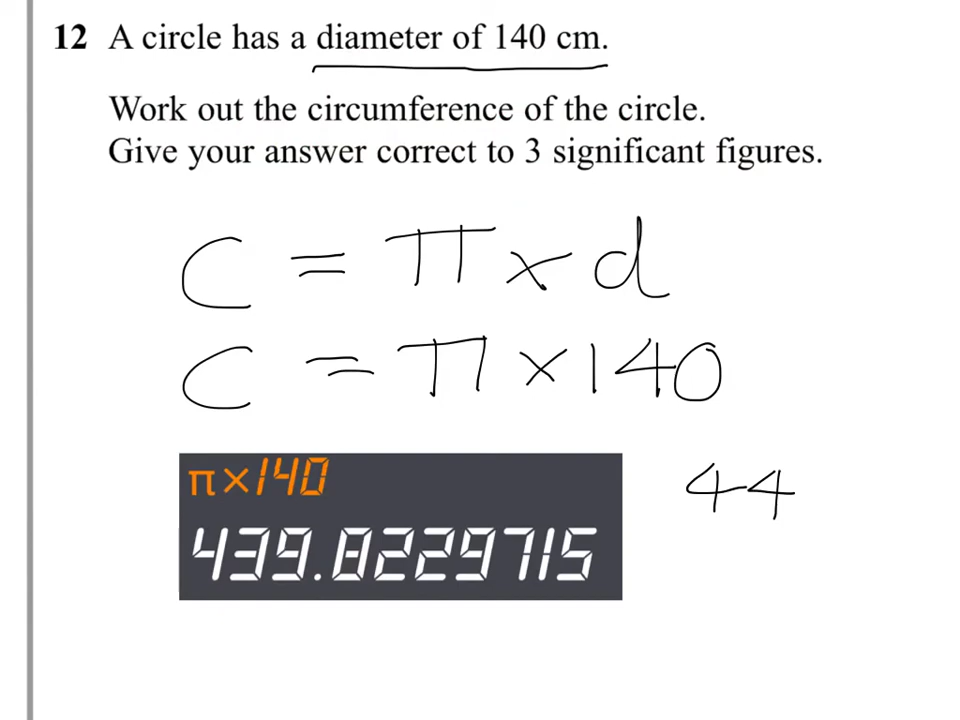 12 A circle has a diameter of 140 cm.
Work out the circumference of the circle.
Give your answer correct to 3 significant figures.
C = π × d
C = π × 140
π×140
439.8229715
44